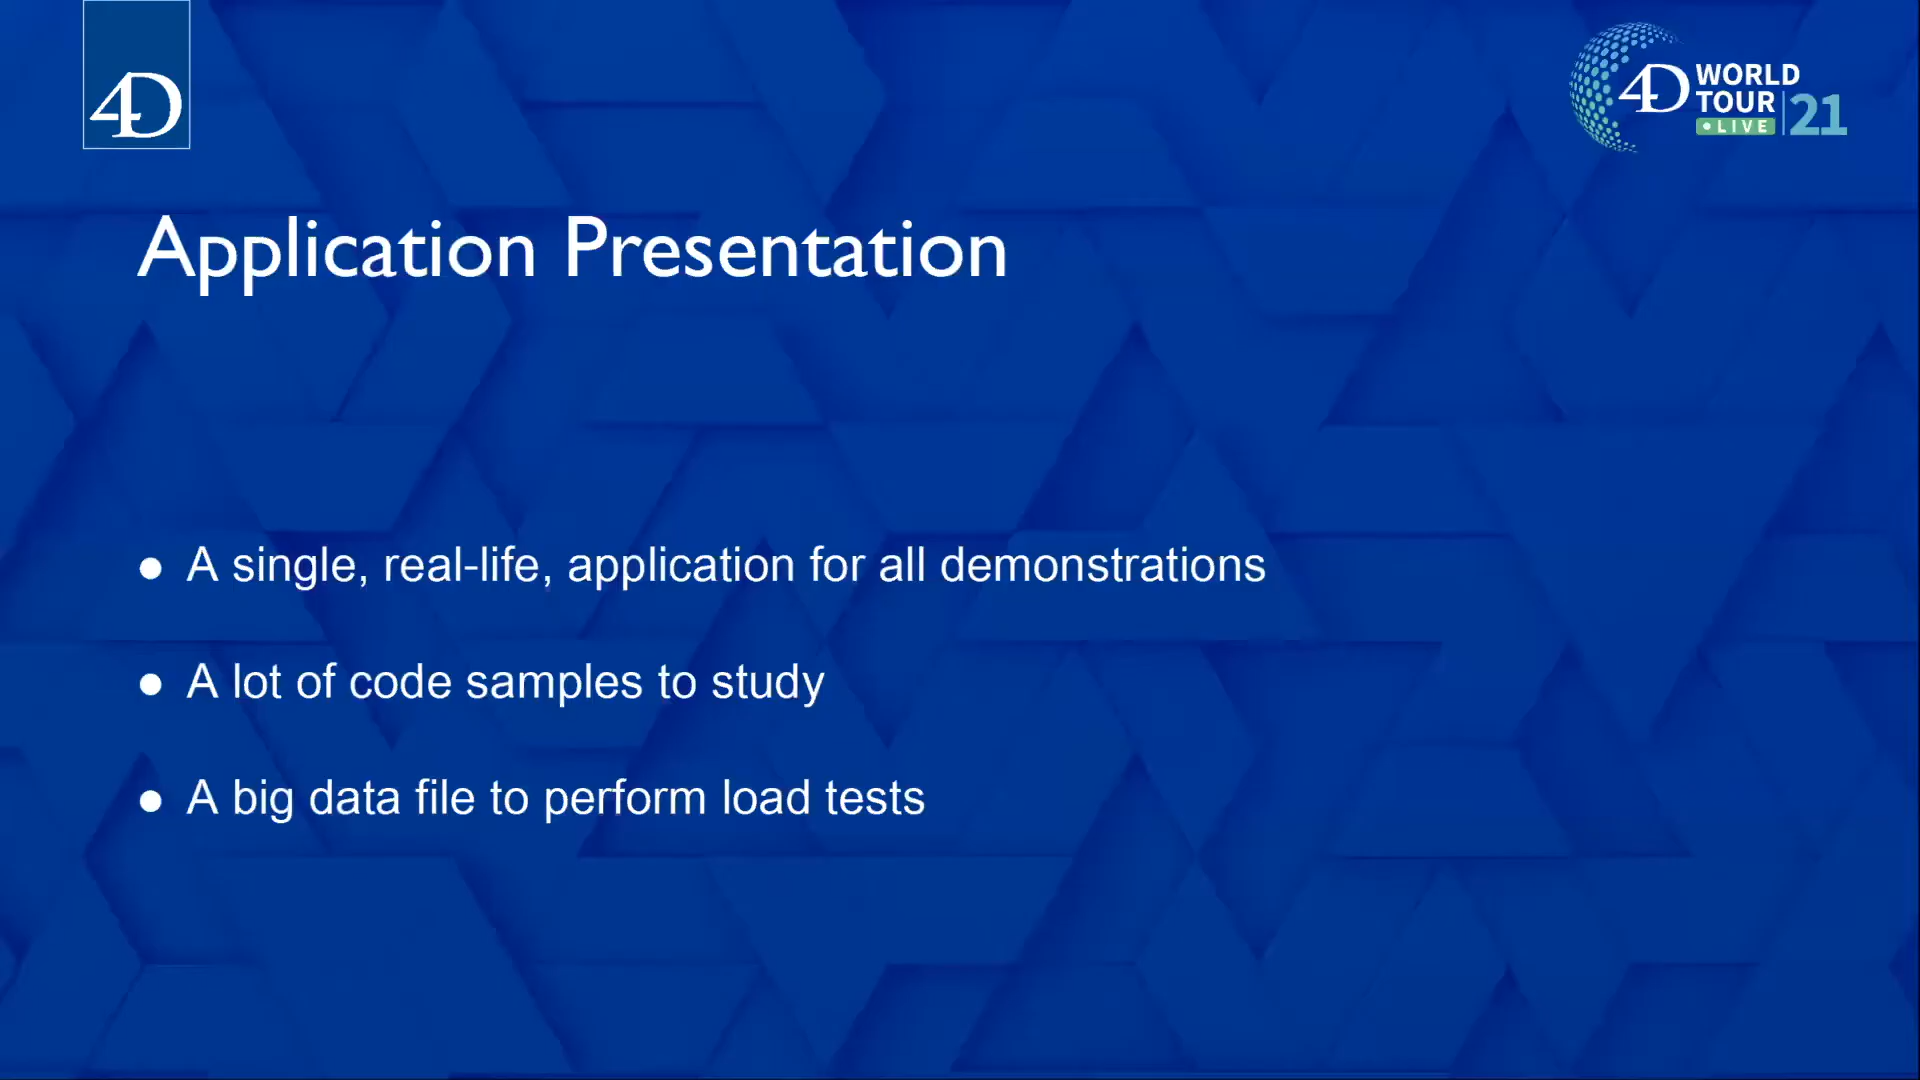 4D
4D WORLD
TOUR
• LIVE 21
Application Presentation
● A single, real-life, application for all demonstrations
● A lot of code samples to study
● A big data file to perform load tests